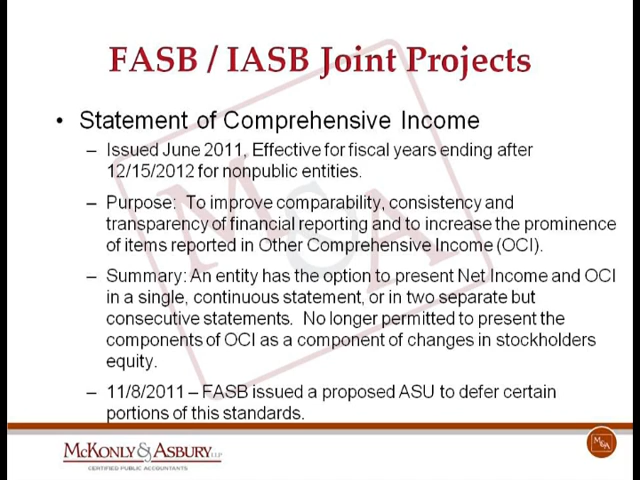 FASB / IASB Joint Projects
• Statement of Comprehensive Income
– Issued June 2011, Effective for fiscal years ending after
12/15/2012 for nonpublic entities.
– Purpose: To improve comparability, consistency and
transparency of financial reporting and to increase the prominence
of items reported in Other Comprehensive Income (OCI).
– Summary: An entity has the option to present Net Income and OCI
in a single, continuous statement, or in two separate but
consecutive statements. No longer permitted to present the
components of OCI as a component of changes in stockholders
equity.
– 11/8/2011 – FASB issued a proposed ASU to defer certain
portions of this standards.
M&A
McKonly & Asbury LLP
CERTIFIED PUBLIC ACCOUNTANTS
M&A